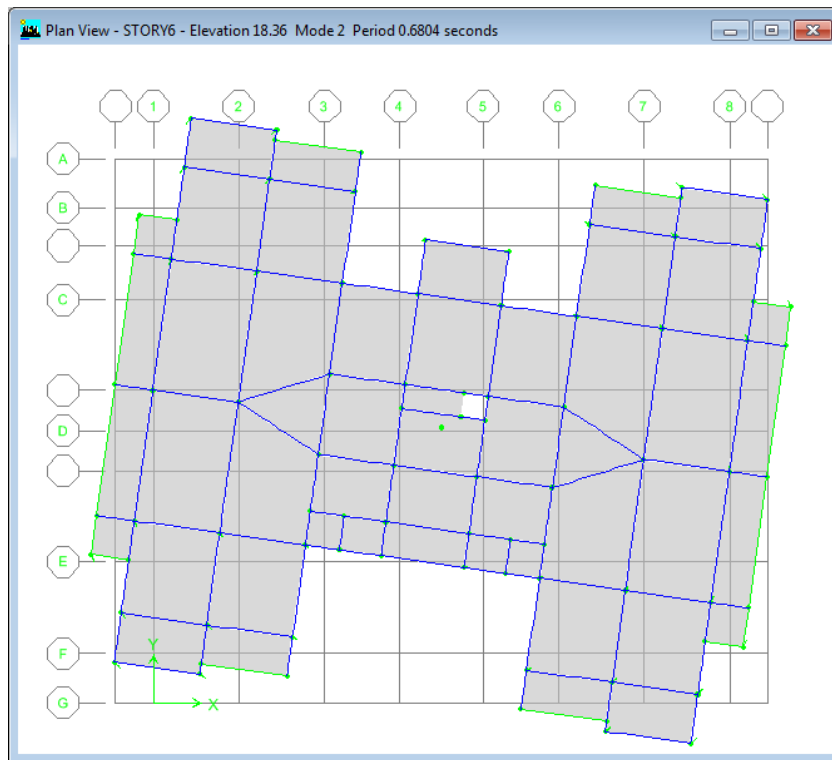 Plan View - STORY6 - Elevation 18.36 Mode 2 Period 0.6804 seconds
1 2 3 4 5 6 7 8
A
B
C
D
E
F
Y
X
G